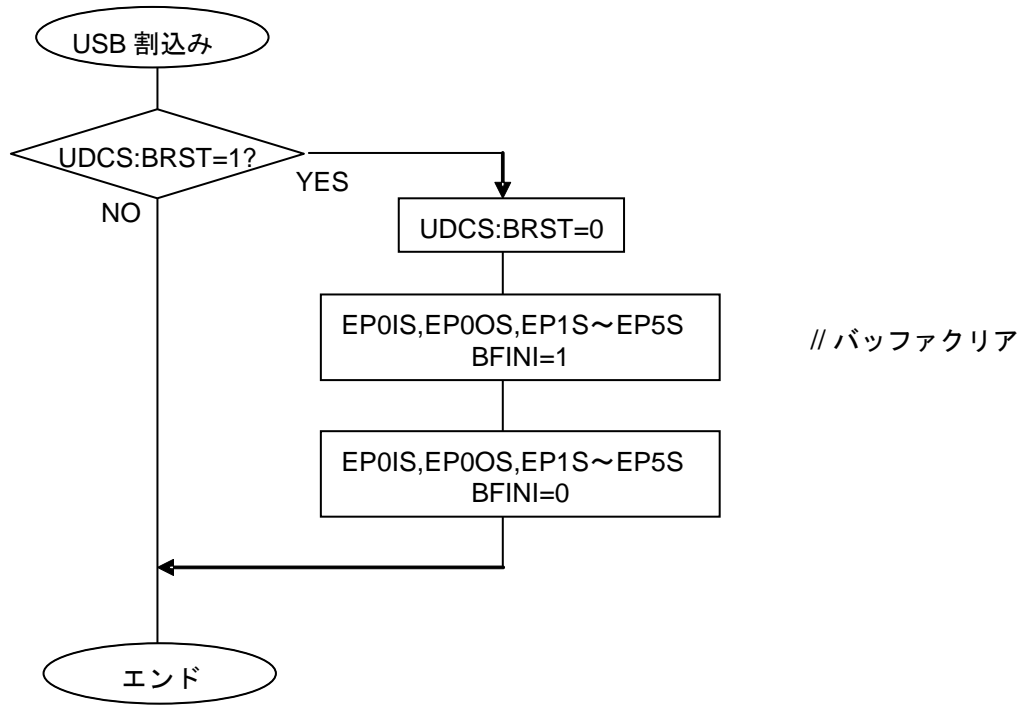 USB 割込み
UDCS:BRST=1?
YES
NO
UDCS:BRST=0
EP0IS,EP0OS,EP1S～EP5S
BFINI=1
// バッファクリア
EP0IS,EP0OS,EP1S～EP5S
BFINI=0
エンド